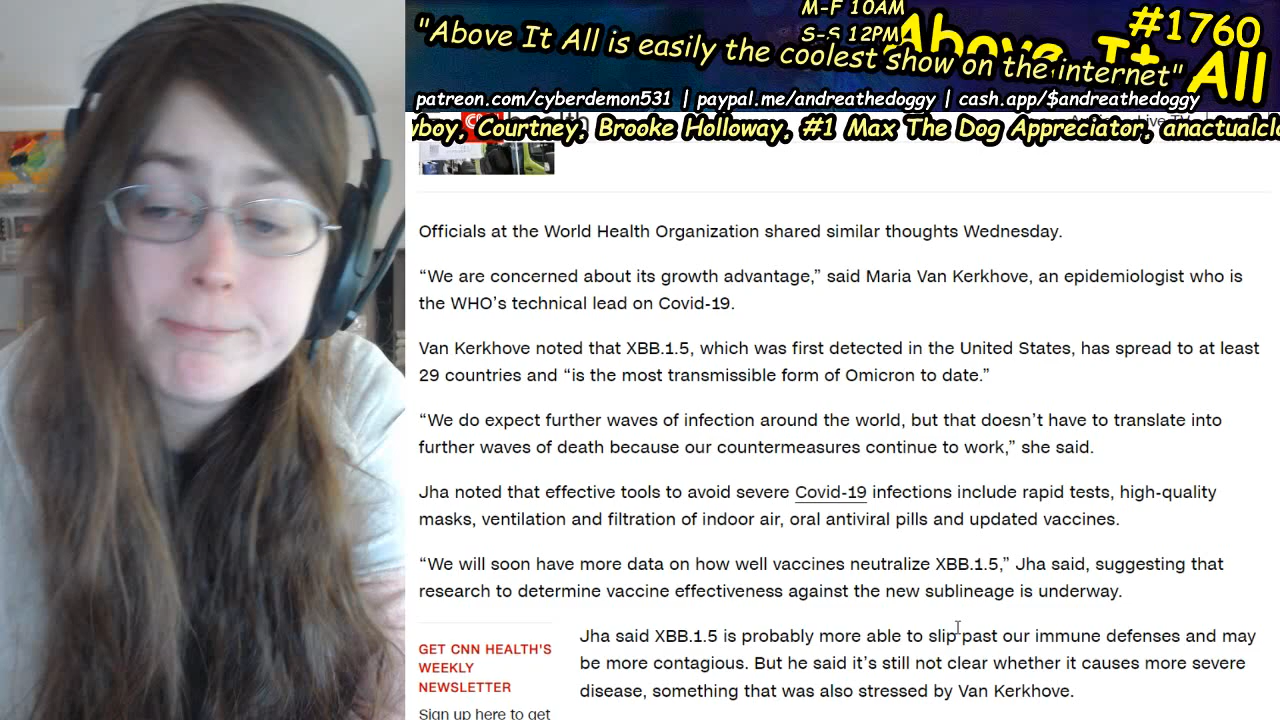 M-F 10AM
S-S 12PM
"Above It All is easily the coolest show on the internet"
Above It All
#1760
patreon.com/cyberdemon531 | paypal.me/andreathedoggy | cash.app/$andreathedoggy
Courtney, Brooke Holloway, #1 Max The Dog Appreciator,
Officials at the World Health Organization shared similar thoughts Wednesday.
“We are concerned about its growth advantage,” said Maria Van Kerkhove, an epidemiologist who is
the WHO’s technical lead on Covid-19.
Van Kerkhove noted that XBB.1.5, which was first detected in the United States, has spread to at least
29 countries and “is the most transmissible form of Omicron to date.”
“We do expect further waves of infection around the world, but that doesn’t have to translate into
further waves of death because our countermeasures continue to work,” she said.
Jha noted that effective tools to avoid severe Covid-19 infections include rapid tests, high-quality
masks, ventilation and filtration of indoor air, oral antiviral pills and updated vaccines.
“We will soon have more data on how well vaccines neutralize XBB.1.5,” Jha said, suggesting that
research to determine vaccine effectiveness against the new sublineage is underway.
GET CNN HEALTH'S
WEEKLY
NEWSLETTER
Sign up here to get
Jha said XBB.1.5 is probably more able to slip past our immune defenses and may
be more contagious. But he said it’s still not clear whether it causes more severe
disease, something that was also stressed by Van Kerkhove.